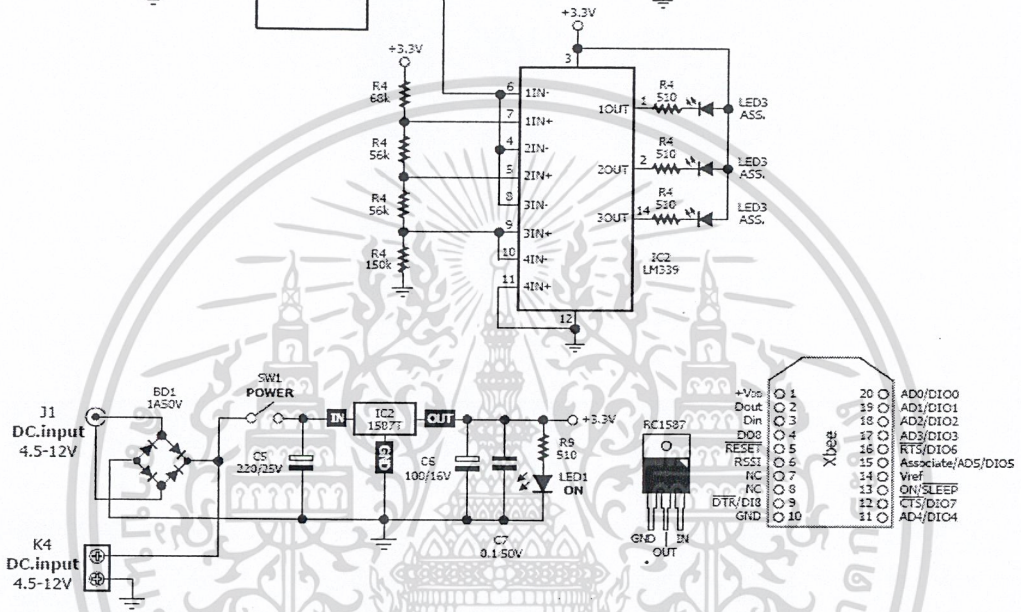 +3.3V
+3.3V
3
R4
68k
6 1IN-
7 1IN+
1OUT 1
R4
510
LED3
ASS.
R4
56k
4 2IN-
5 2IN+
2OUT 2
R4
510
LED3
ASS.
R4
56k
8 3IN-
9 3IN+
3OUT 14
R4
510
LED3
ASS.
R4
150k
10 4IN-
11 4IN+
12
IC2
LM339
J1
DC.input
4.5-12V
BD1
1A50V
SW1
POWER
C5
220/25V
IN
IC2
1587T
OUT
GND
C6
100/16V
C7
0.1/50V
R9
510
LED1
ON
+3.3V
K4
DC.input
4.5-12V
RC1587
GND
OUT
IN
Xbee
+Vcc 1
Dout 2
Din 3
DO8 4
RESET 5
RSSI 6
NC 7
NC 8
DTR/DI8 9
GND 10
20 AD0/DIO0
19 AD1/DIO1
18 AD2/DIO2
17 AD3/DIO3
16 RTS/DIO6
15 Associate/AD5/DIO5
14 Vref
13 ON/SLEEP
12 CTS/DIO7
11 AD4/DIO4